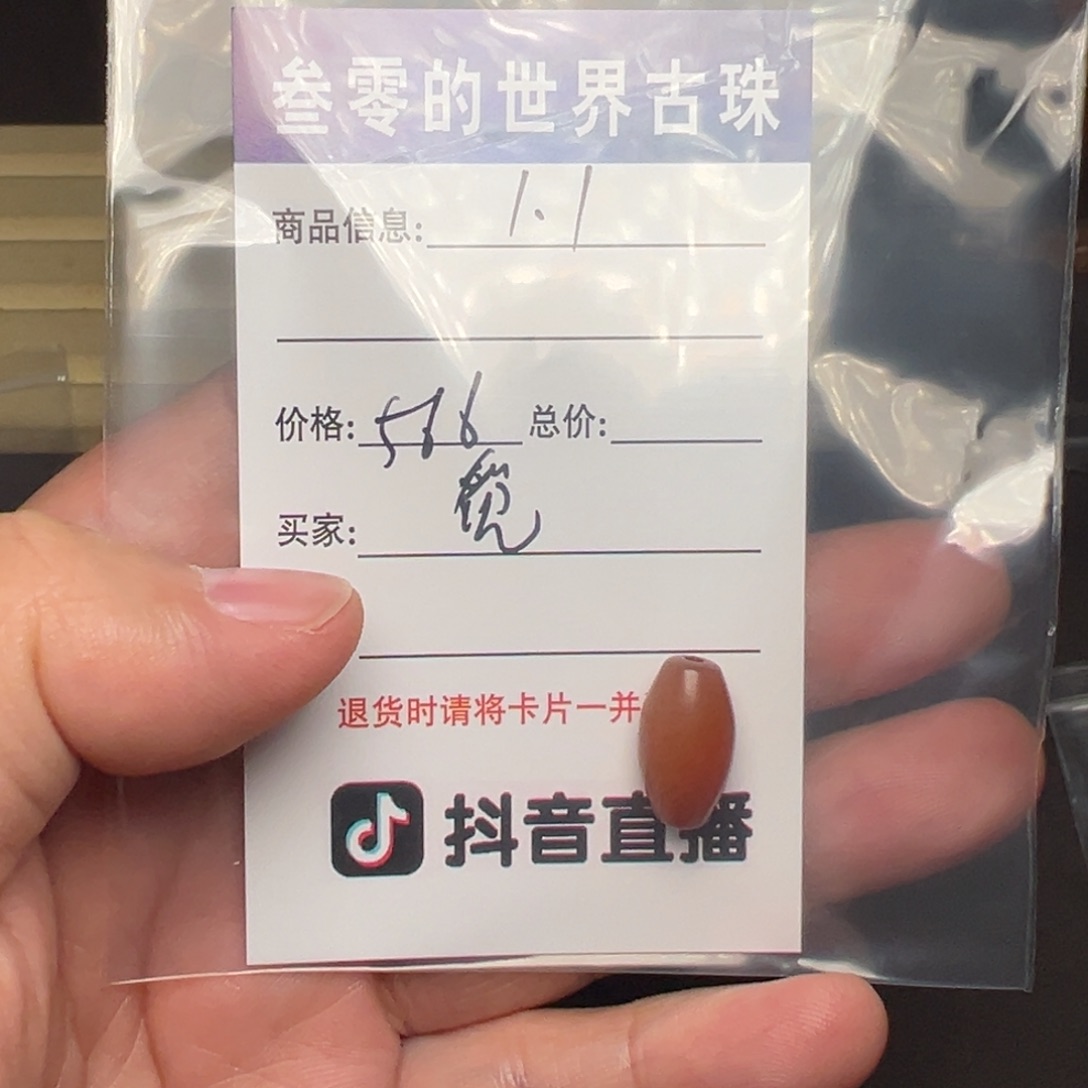 叁零的世界古珠
商品信息: 1.1
价格: 566 总价:
买家:
退货时请将卡片一并
抖音直播